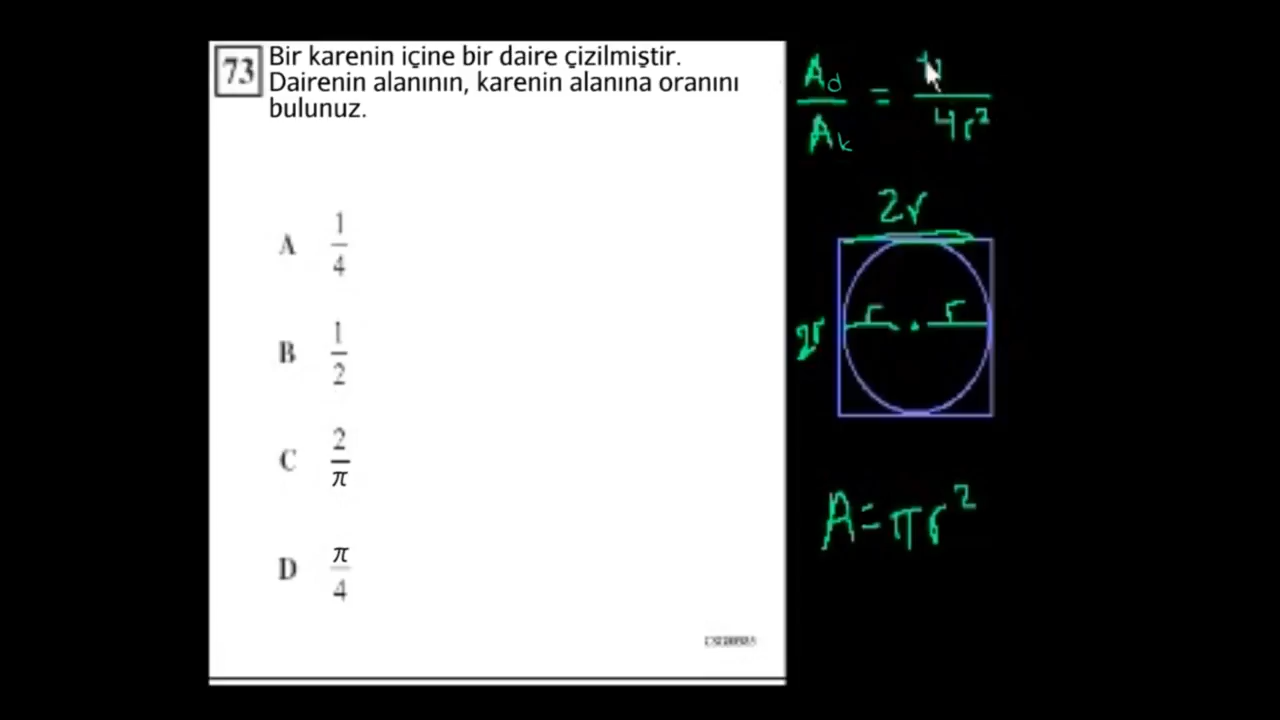 73 Bir karenin içine bir daire çizilmiştir.
Dairenin alanının, karenin alanına oranını
bulunuz.
A 1/4
B 1/2
C 2/π
D π/4
A_d / A_k = / 4r²
2r
r r
2r
A = πr²